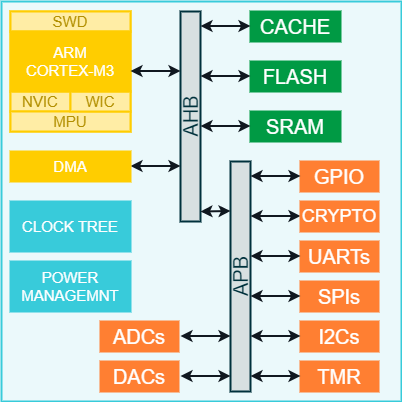 SWD
ARM
CORTEX-M3
NVIC
WIC
MPU
DMA
CLOCK TREE
POWER
MANAGEMNT
AHB
CACHE
FLASH
SRAM
APB
GPIO
CRYPTO
UARTs
SPIs
ADCs
I2Cs
DACs
TMR